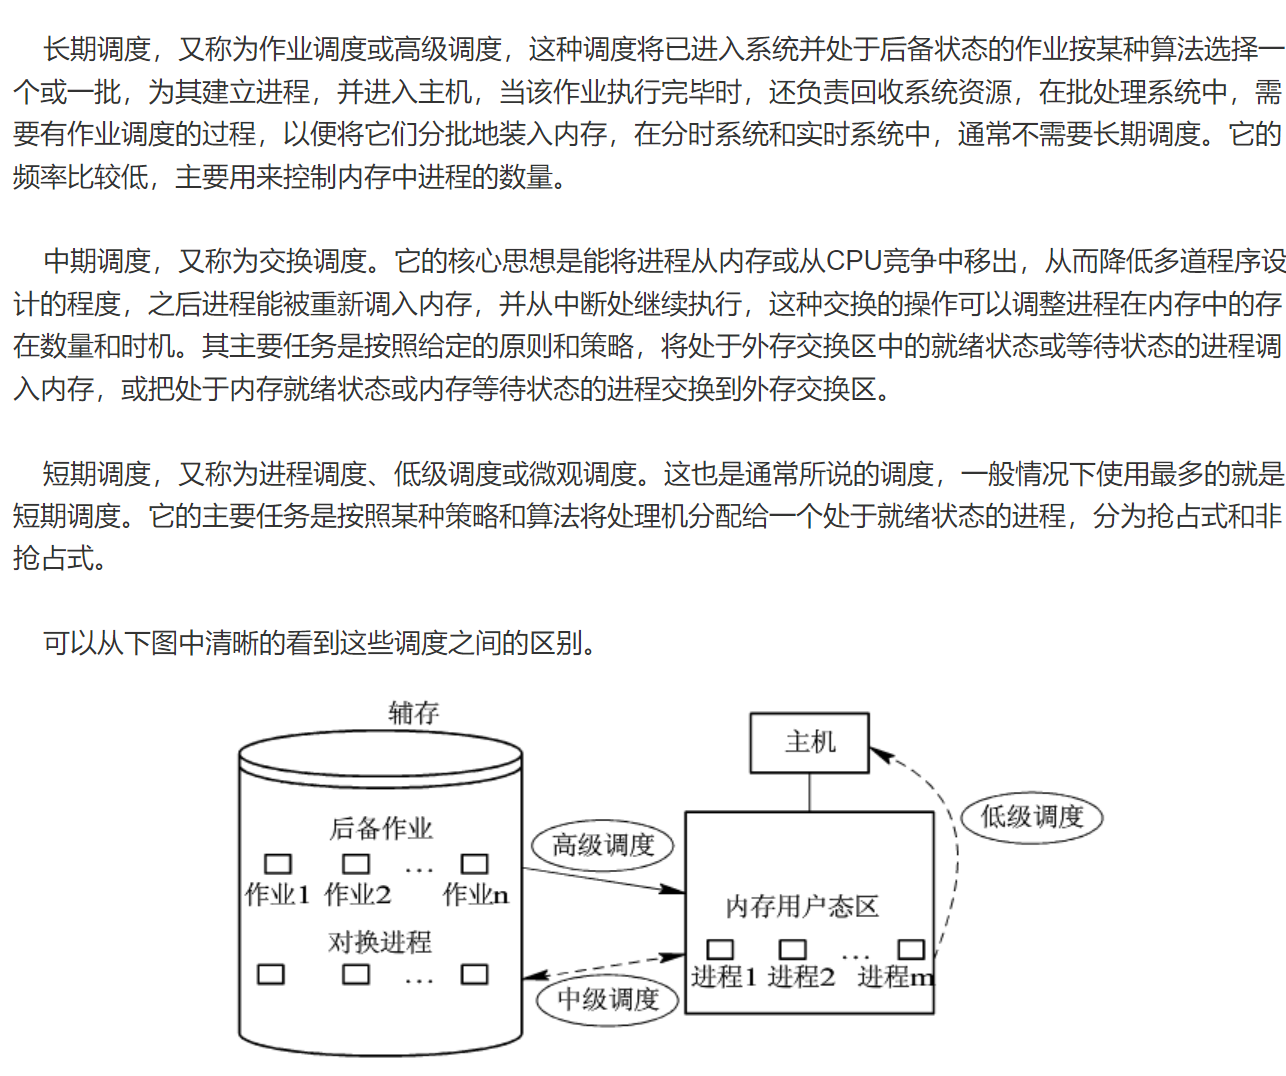 长期调度，又称为作业调度或高级调度，这种调度将已进入系统并处于后备状态的作业按某种算法选择一
个或一批，为其建立进程，并进入主机，当该作业执行完毕时，还负责回收系统资源，在批处理系统中，需
要有作业调度的过程，以便将它们分批地装入内存，在分时系统和实时系统中，通常不需要长期调度。它的
频率比较低，主要用来控制内存中进程的数量。
中期调度，又称为交换调度。它的核心思想是能将进程从内存或从CPU竞争中移出，从而降低多道程序设
计的程度，之后进程能被重新调入内存，并从中断处继续执行，这种交换的操作可以调整进程在内存中的存
在数量和时机。其主要任务是按照给定的原则和策略，将处于外存交换区中的就绪状态或等待状态的进程调
入内存，或把处于内存就绪状态或内存等待状态的进程交换到外存交换区。
短期调度，又称为进程调度、低级调度或微观调度。这也是通常所说的调度，一般情况下使用最多的就是
短期调度。它的主要任务是按照某种策略和算法将处理机分配给一个处于就绪状态的进程，分为抢占式和非
抢占式。
可以从下图中清晰的看到这些调度之间的区别。
辅存
主机
低级调度
后备作业
高级调度
… 
作业1 作业2 作业n
内存用户态区
对换进程
…
进程1 进程2 进程m
…
中级调度